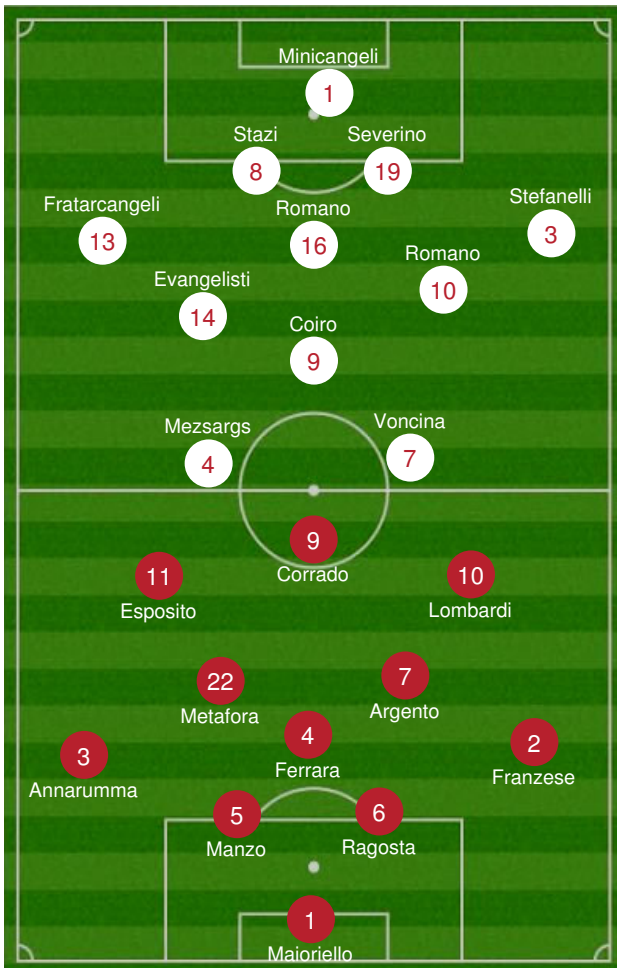 Minicangeli
1
Stazi
Severino
8
19
Fratarcangeli
Romano
Stefanelli
13
16
3
Evangelisti
Romano
14
10
Coiro
9
Mezsargs
Voncina
4
7
9
Corrado
11
10
Esposito
Lombardi
22
7
Metafora
Argento
4
Ferrara
3
2
Annarumma
Franzese
5
6
Manzo
Ragosta
1
Maioriello